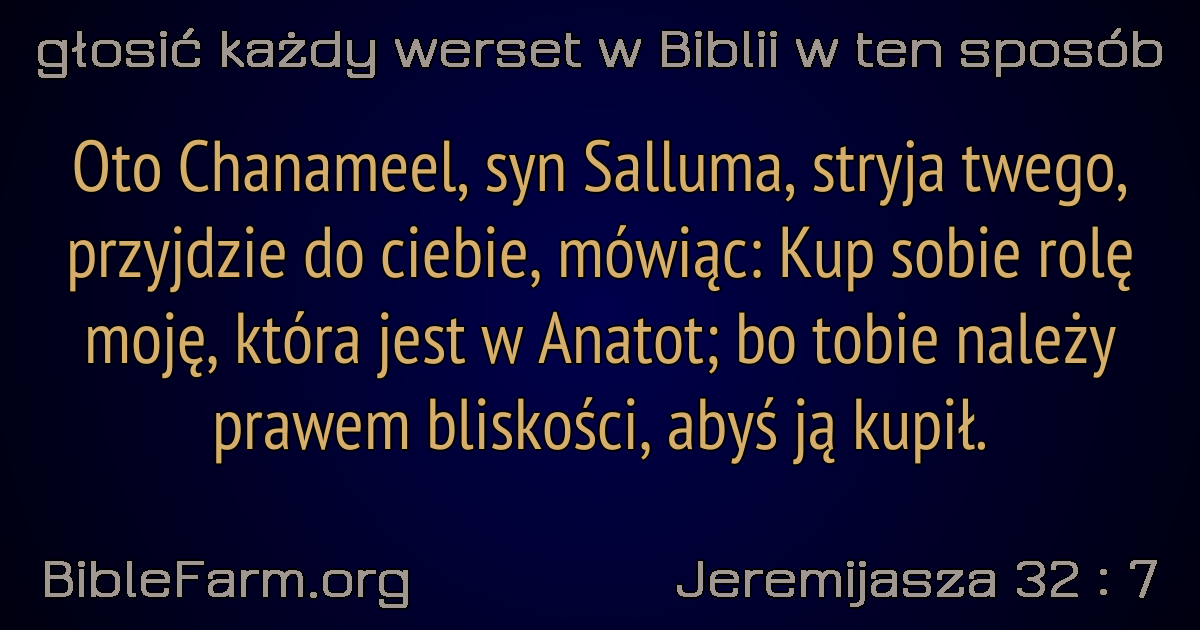 głosić każdy werset w Biblii w ten sposób
Oto Chanameel, syn Salluma, stryja twego,
przyjdzie do ciebie, mówiąc: Kup sobie rolę
moję, która jest w Anatot; bo tobie należy
prawem bliskości, abyś ją kupił.
BibleFarm.org
Jeremijasza 32 : 7